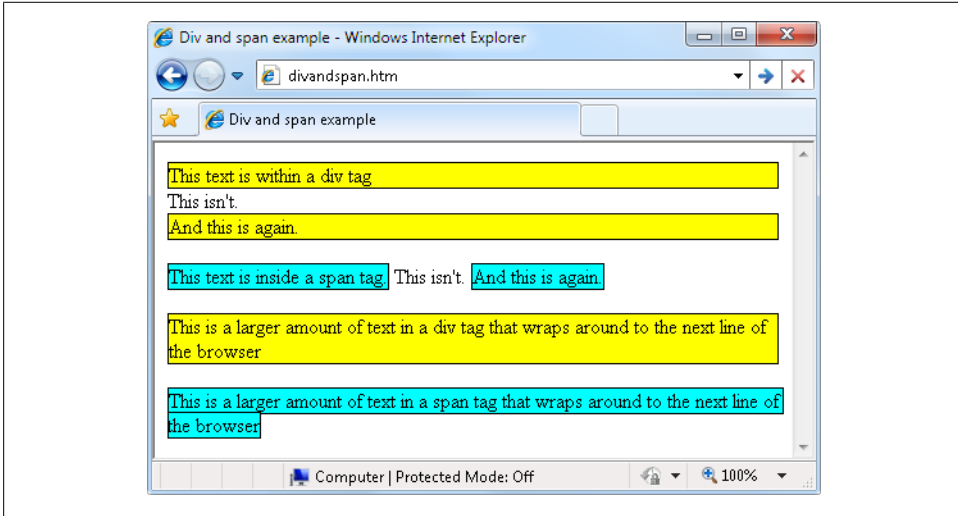 Div and span example - Windows Internet Explorer
divandspan.htm
Div and span example
This text is within a div tag
This isn't.
And this is again.
This text is inside a span tag. This isn't. And this is again.
This is a larger amount of text in a div tag that wraps around to the next line of
the browser
This is a larger amount of text in a span tag that wraps around to the next line of
the browser
Computer | Protected Mode: Off 100%